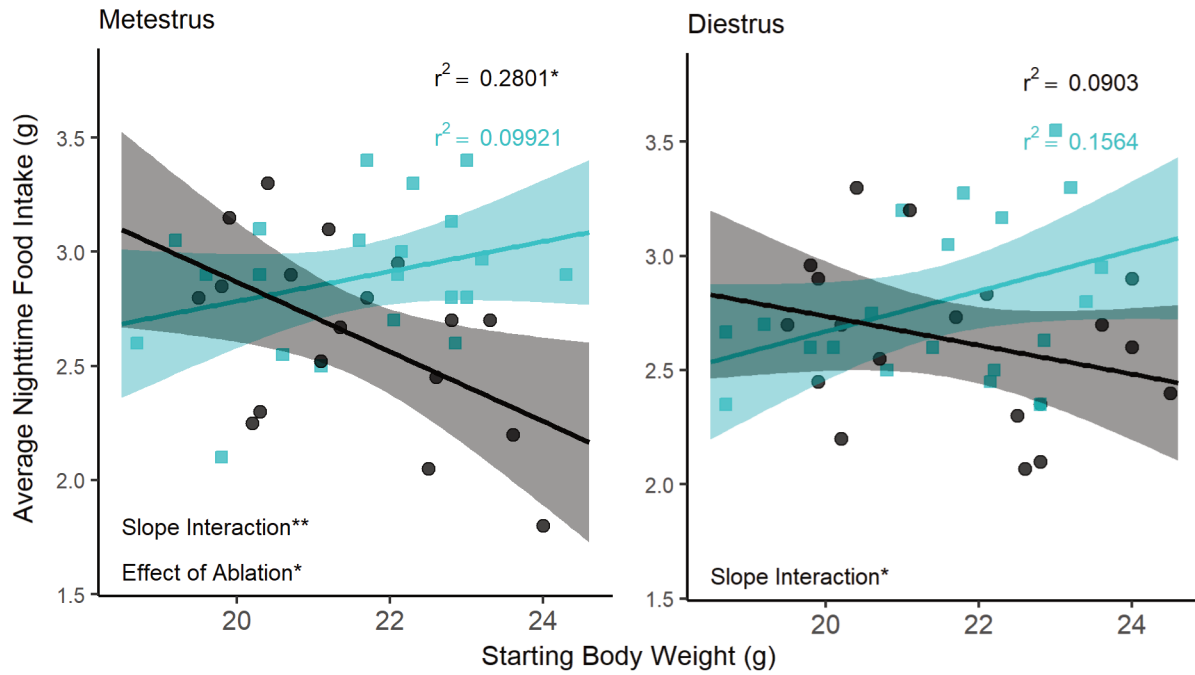 Metestrus
r² = 0.2801*
r² = 0.09921
3.5
3.0
2.5
2.0
1.5
Slope Interaction**
Effect of Ablation*
20
22
24
Average Nighttime Food Intake (g)
Diestrus
r² = 0.0903
r² = 0.1564
3.5
3.0
2.5
2.0
1.5
Slope Interaction*
20
22
24
Starting Body Weight (g)